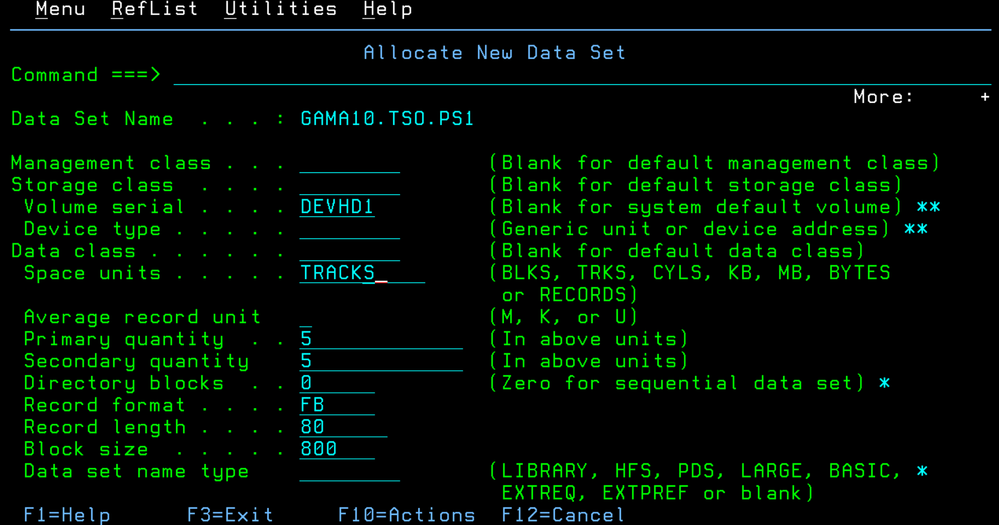 Menu RefList Utilities Help
Allocate New Data Set
Command ===>
More: +
Data Set Name . . . : GAMA10.TSO.PS1
Management class . . . (Blank for default management class)
Storage class . . . . (Blank for default storage class)
Volume serial . . . . DEVHD1 (Blank for system default volume) **
Device type . . . . . (Generic unit or device address) **
Data class . . . . . . (Blank for default data class)
Space units . . . . . TRACKS (BLKS, TRKS, CYLS, KB, MB, BYTES
or RECORDS)
Average record unit (M, K, or U)
Primary quantity . . 5 (In above units)
Secondary quantity 5 (In above units)
Directory blocks . . 0 (Zero for sequential data set) *
Record format . . . . FB
Record length . . . . 80
Block size . . . . . 800
Data set name type (LIBRARY, HFS, PDS, LARGE, BASIC, *
EXTREQ, EXTPREF or blank)
F1=Help F3=Exit F10=Actions F12=Cancel